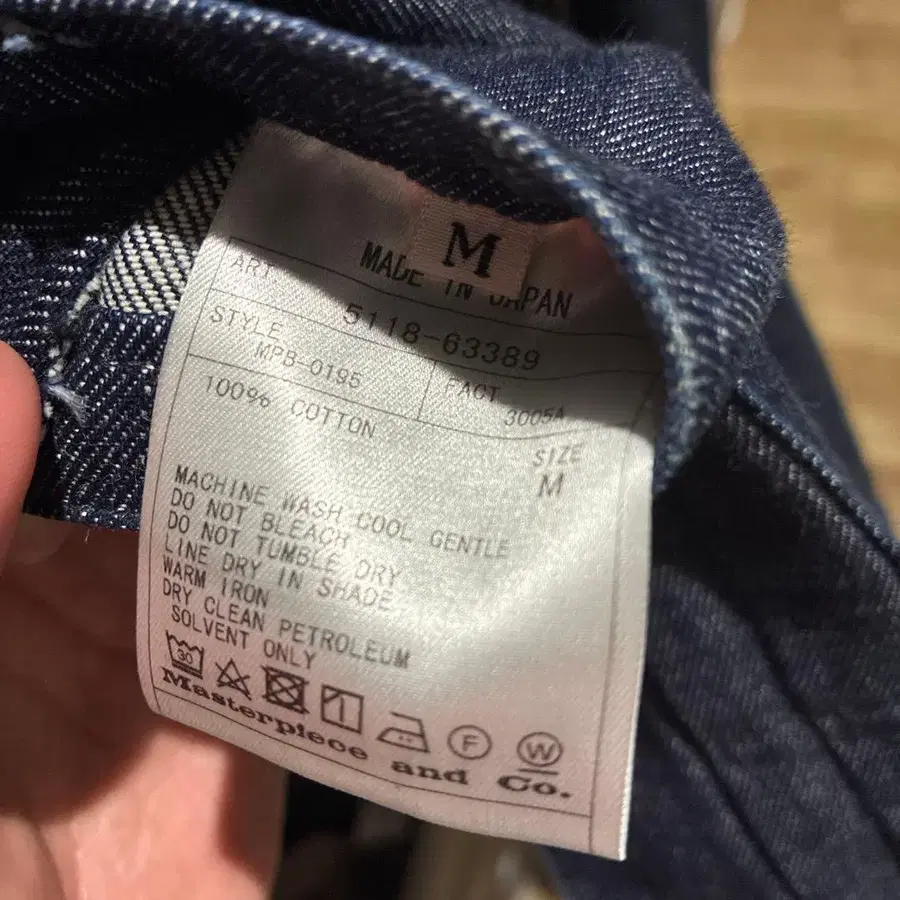 M
MADE IN JAPAN
ART 5118-63389
STYLE MPB-0195
FACT 3005A
100% COTTON
SIZE
M
MACHINE WASH COOL GENTLE
DO NOT BLEACH
DO NOT TUMBLE DRY
LINE DRY IN SHADE
WARM IRON
DRY CLEAN PETROLEUM
SOLVENT ONLY
30 F W
Masterpiece and Co.